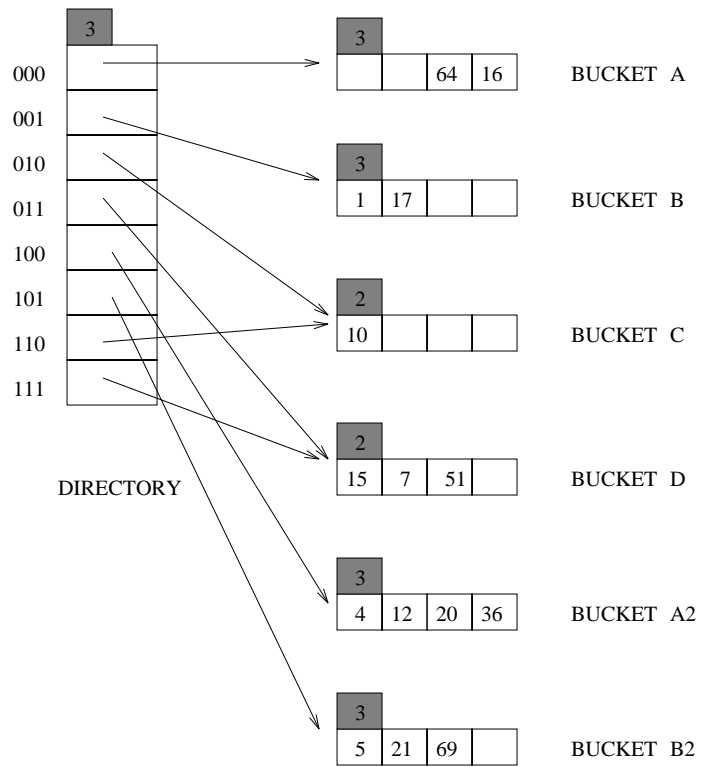 3
000
001
010
011
100
101
110
111
DIRECTORY
3
64 16 BUCKET A
3
1 17 BUCKET B
2
10 BUCKET C
2
15 7 51 BUCKET D
3
4 12 20 36 BUCKET A2
3
5 21 69 BUCKET B2